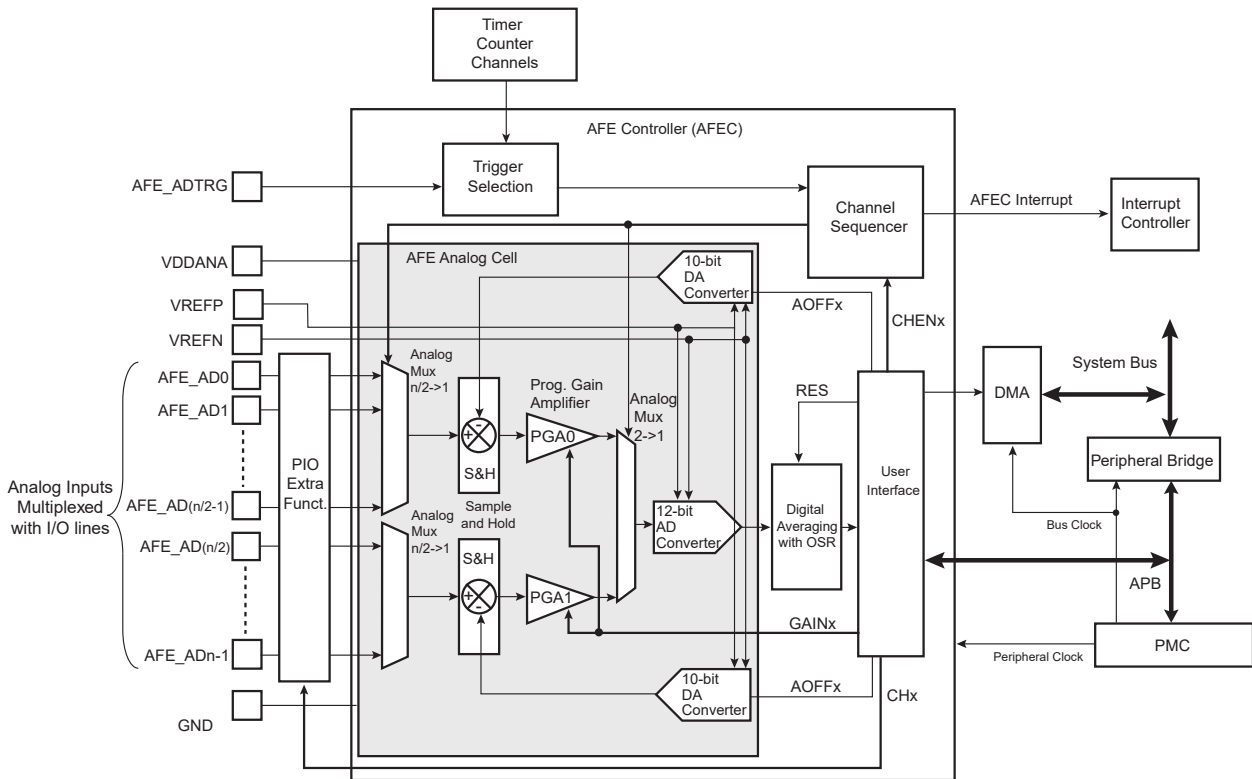 Timer
Counter
Channels
AFE Controller (AFEC)
AFE_ADTRG
Trigger
Selection
Channel
Sequencer
AFEC Interrupt
Interrupt
Controller
VDDANA
AFE Analog Cell
10-bit
DA
Converter
AOFFx
CHENx
VREFP
VREFN
AFE_AD0
AFE_AD1
AFE_AD(n/2-1)
AFE_AD(n/2)
AFE_ADn-1
GND
Analog Inputs
Multiplexed
with I/O lines
PIO
Extra
Funct.
Analog
Mux
n/2->1
+
-
S&H
Sample
and Hold
Prog. Gain
Amplifier
PGA0
Analog
Mux
2->1
Analog
Mux
n/2->1
S&H
+
-
PGA1
12-bit
AD
Converter
RES
Digital
Averaging
with OSR
User
Interface
GAINx
10-bit
DA
Converter
AOFFx
CHx
DMA
System Bus
Peripheral Bridge
Bus Clock
APB
Peripheral Clock
PMC